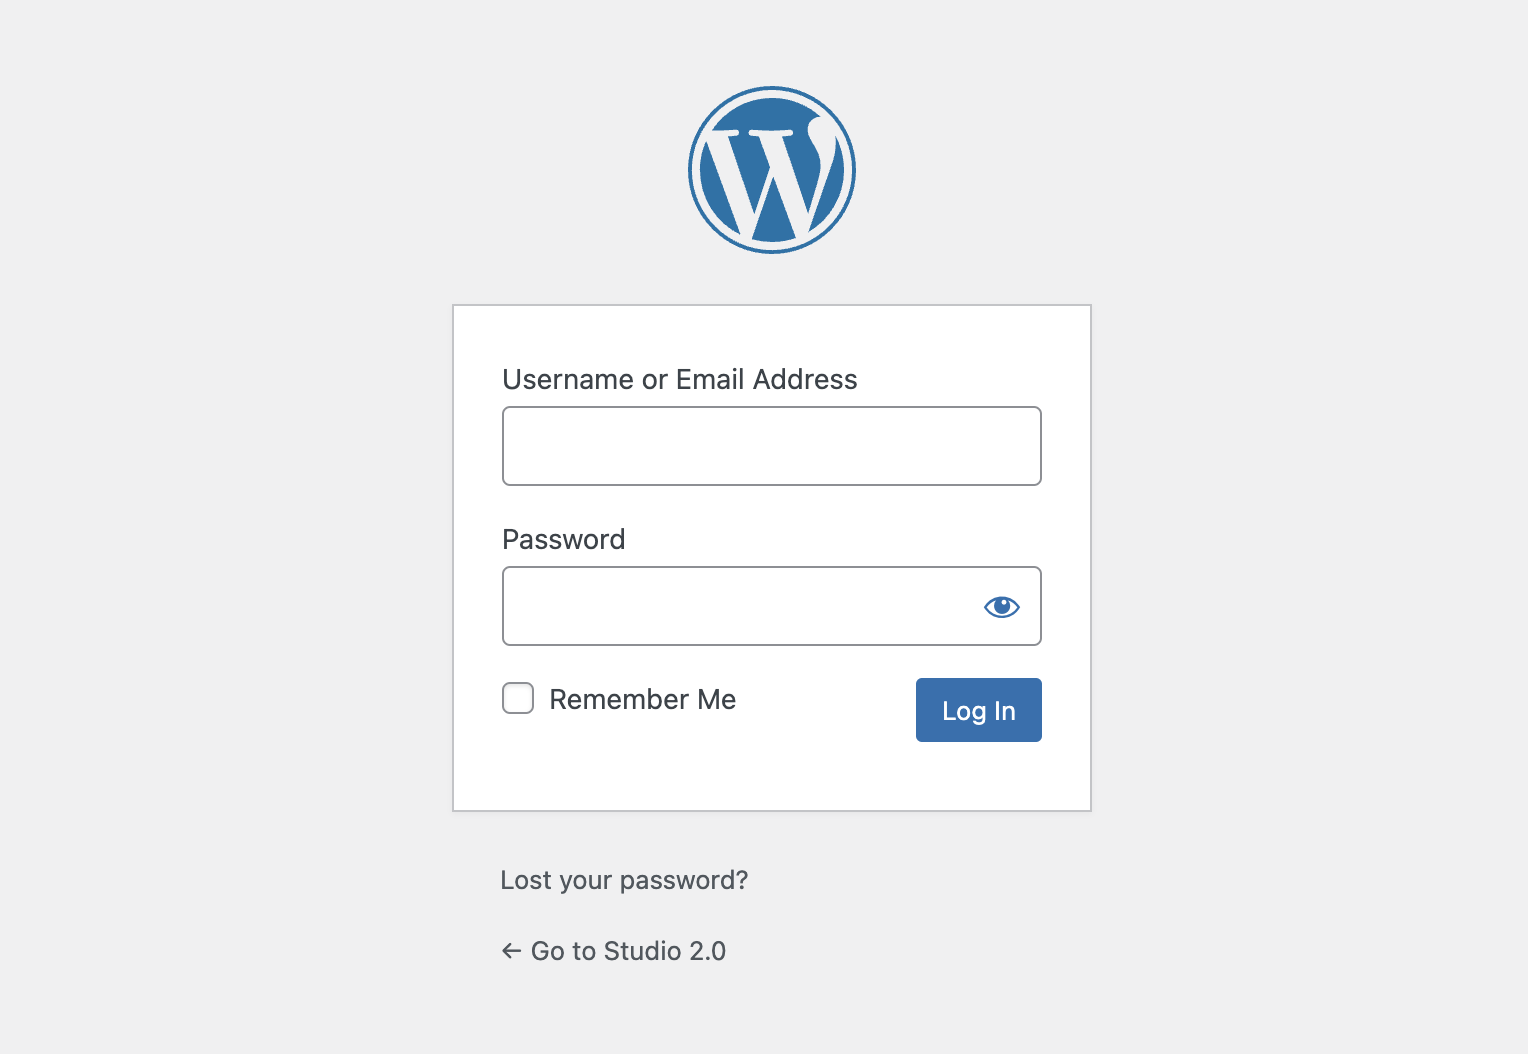 Username or Email Address
Password
Remember Me
Log In
Lost your password?
← Go to Studio 2.0